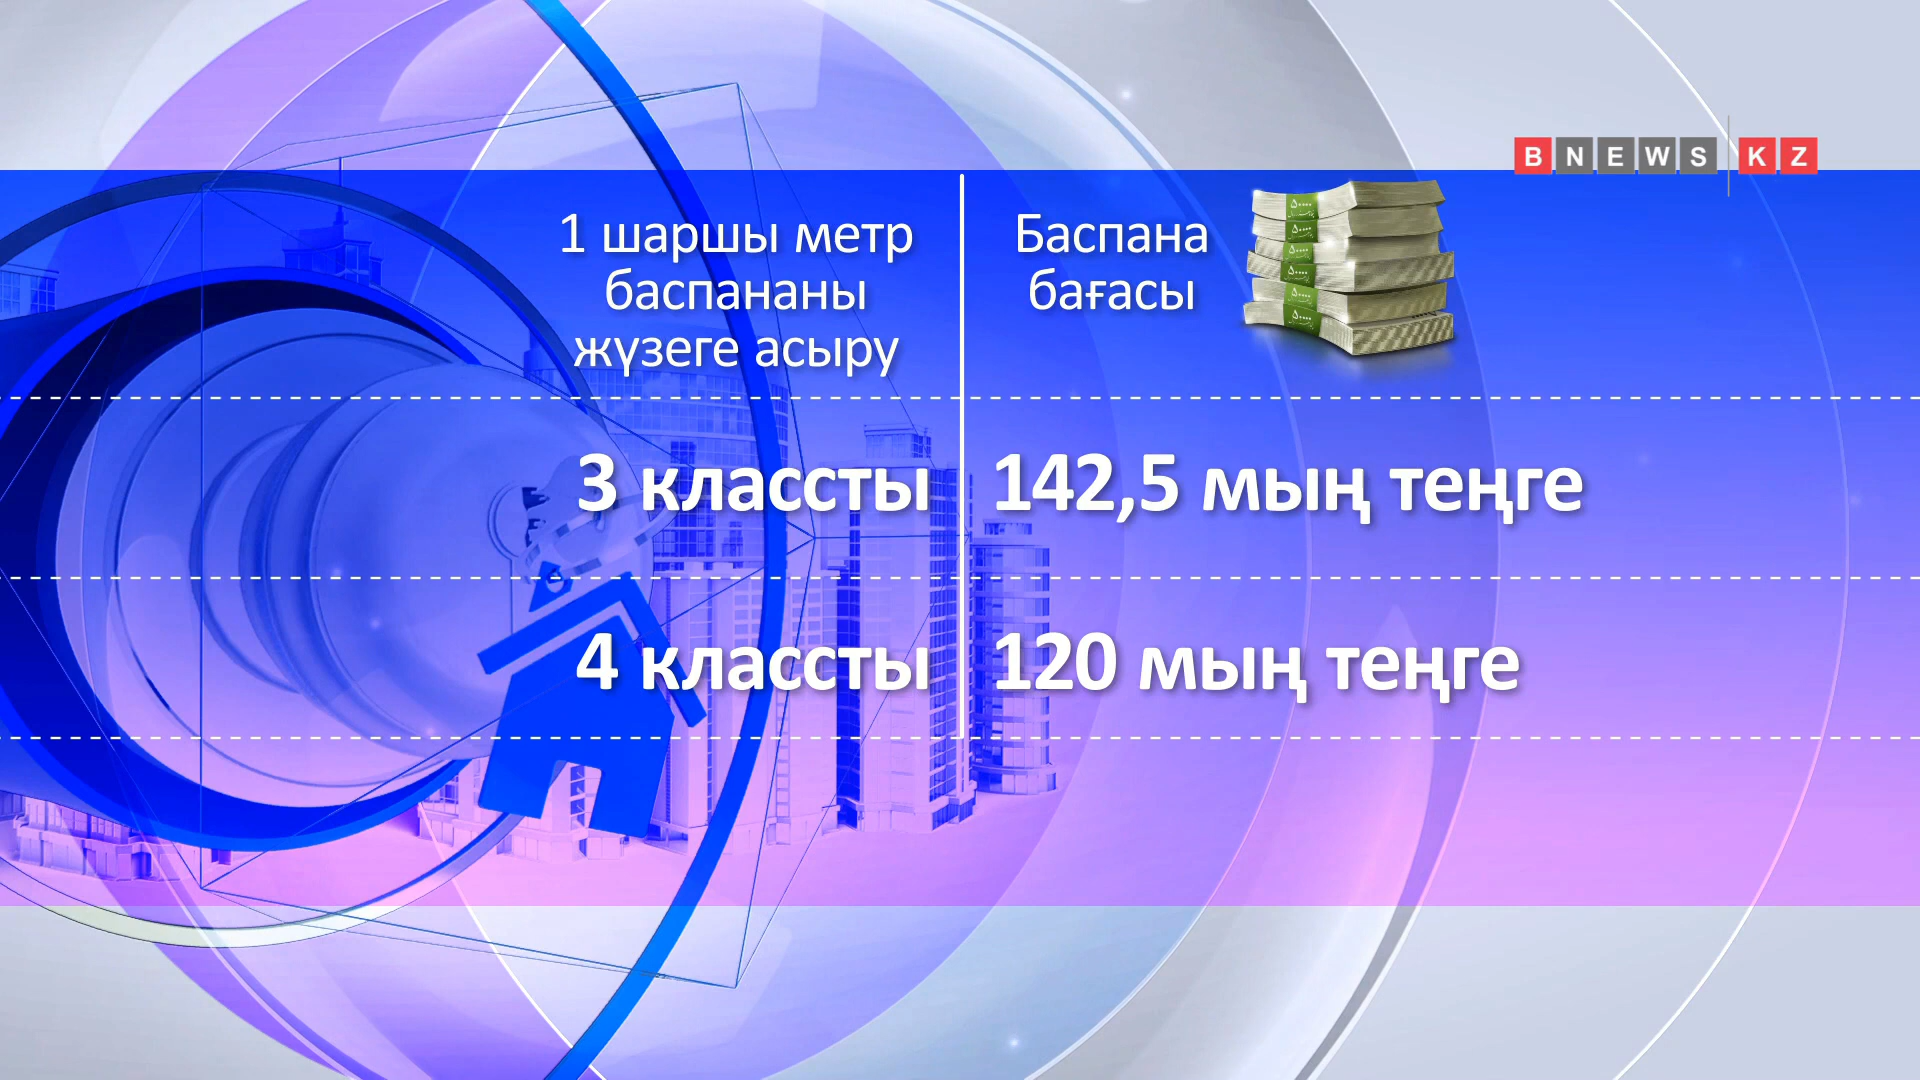 BNEWS KZ
1 шаршы метр
баспананы
жүзеге асыру
Баспана
бағасы
3 классты
142,5 мың теңге
4 классты
120 мың теңге